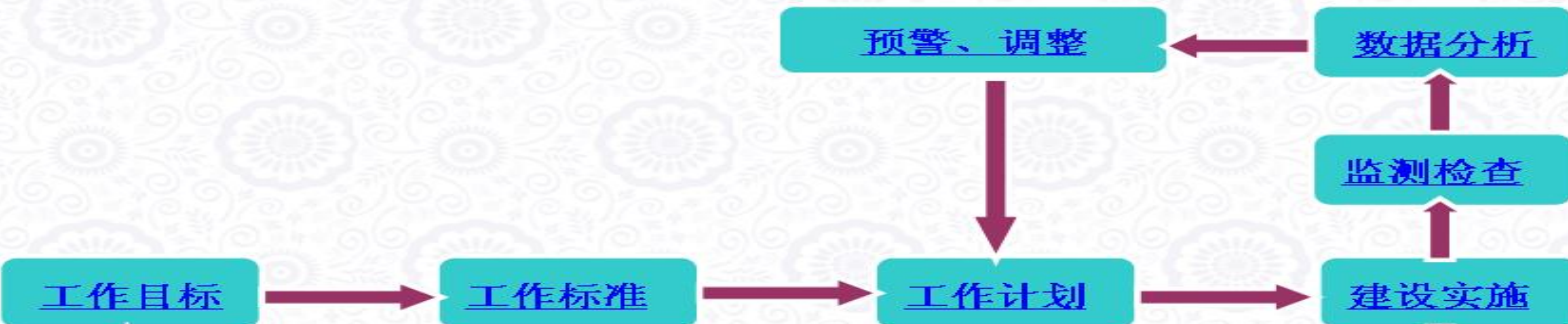 预警、调整
数据分析
监测检查
工作目标
工作标准
工作计划
建设实施